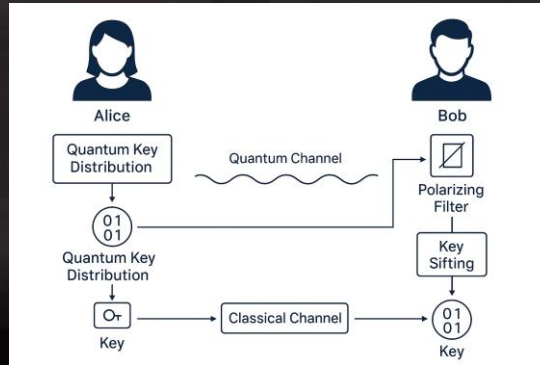 Alice
Bob
Quantum Key
Distribution
Quantum Channel
Polarizing
Filter
01
01
Quantum Key
Distribution
Key
Sifting
Key
Classical Channel
01
01
Key